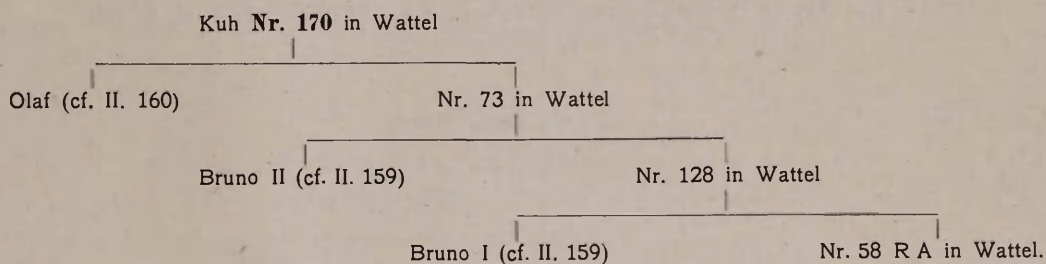 Kuh Nr. 170 in Wattel
Olaf (cf. II. 160) Nr. 73 in Wattel
Bruno II (cf. II. 159) Nr. 128 in Wattel
Bruno I (cf. II. 159) Nr. 58 R A in Wattel.